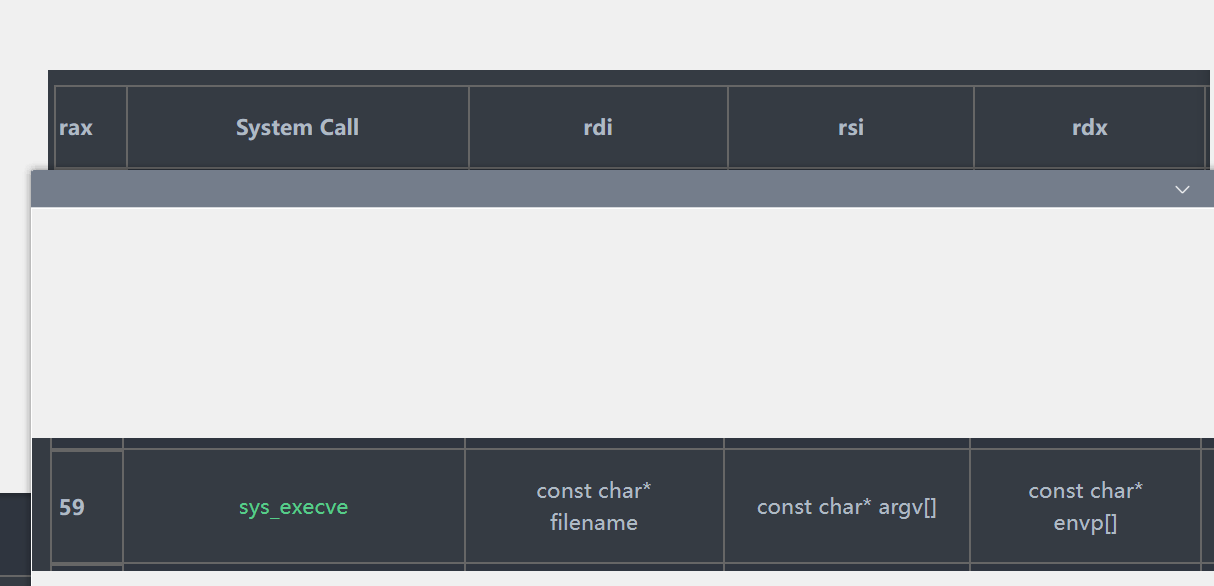 rax System Call rdi rsi rdx
59 sys_execve const char* filename const char* argv[] const char* envp[]